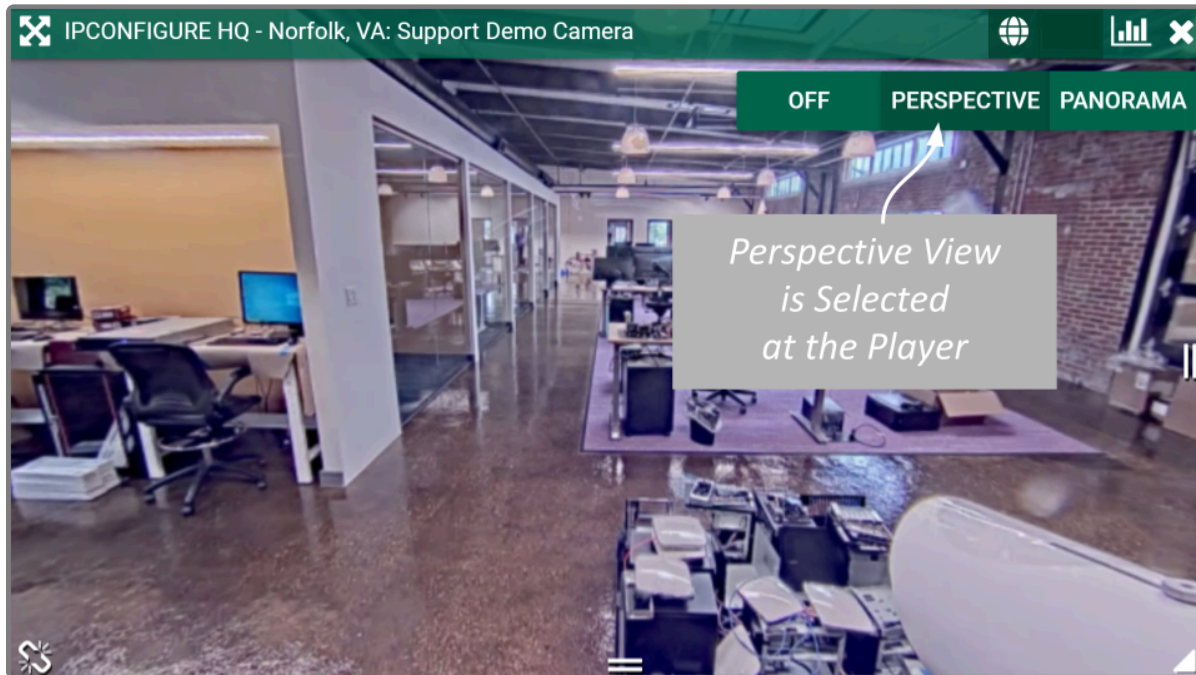 IPCONFIGURE HQ - Norfolk, VA: Support Demo Camera
OFF PERSPECTIVE PANORAMA
Perspective View
is Selected
at the Player